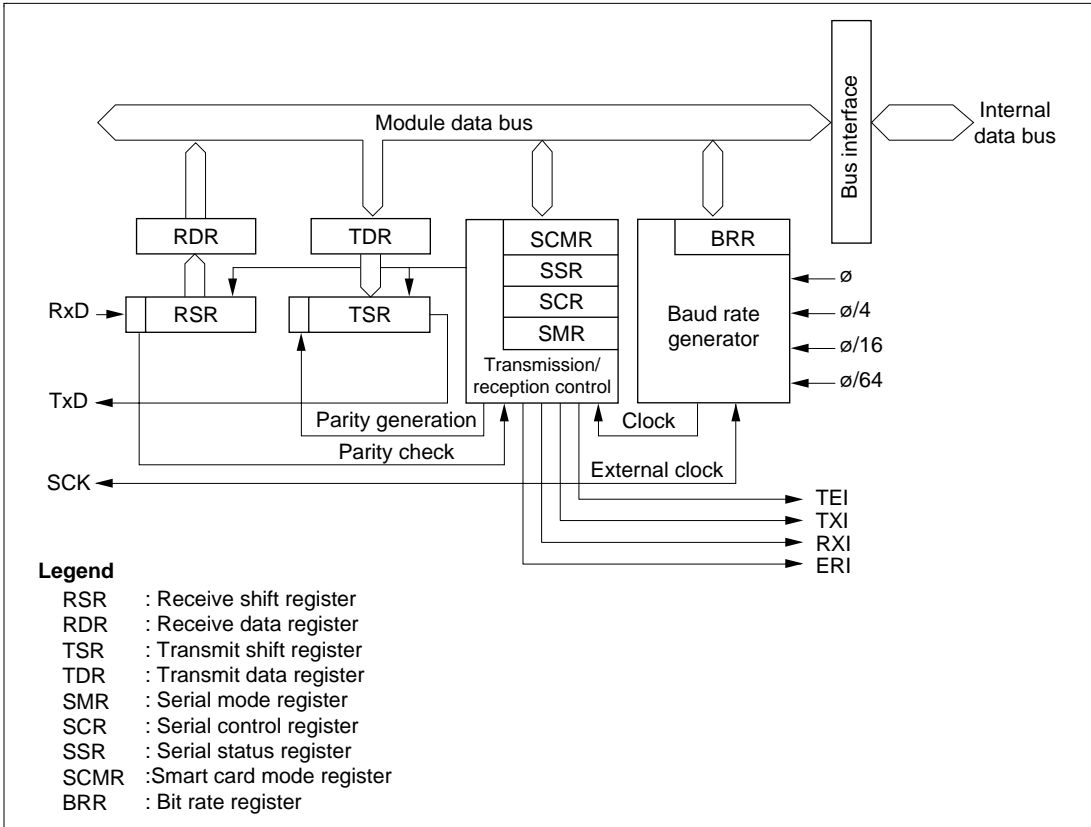 Module data bus
Bus interface
Internal
data bus
RDR
TDR
SCMR
SSR
SCR
SMR
Transmission/
reception control
BRR
Baud rate
generator
ø
ø/4
ø/16
ø/64
RxD
RSR
TSR
TxD
Parity generation
Parity check
Clock
SCK
External clock
TEI
TXI
RXI
ERI
Legend
RSR : Receive shift register
RDR : Receive data register
TSR : Transmit shift register
TDR : Transmit data register
SMR : Serial mode register
SCR : Serial control register
SSR : Serial status register
SCMR :Smart card mode register
BRR : Bit rate register